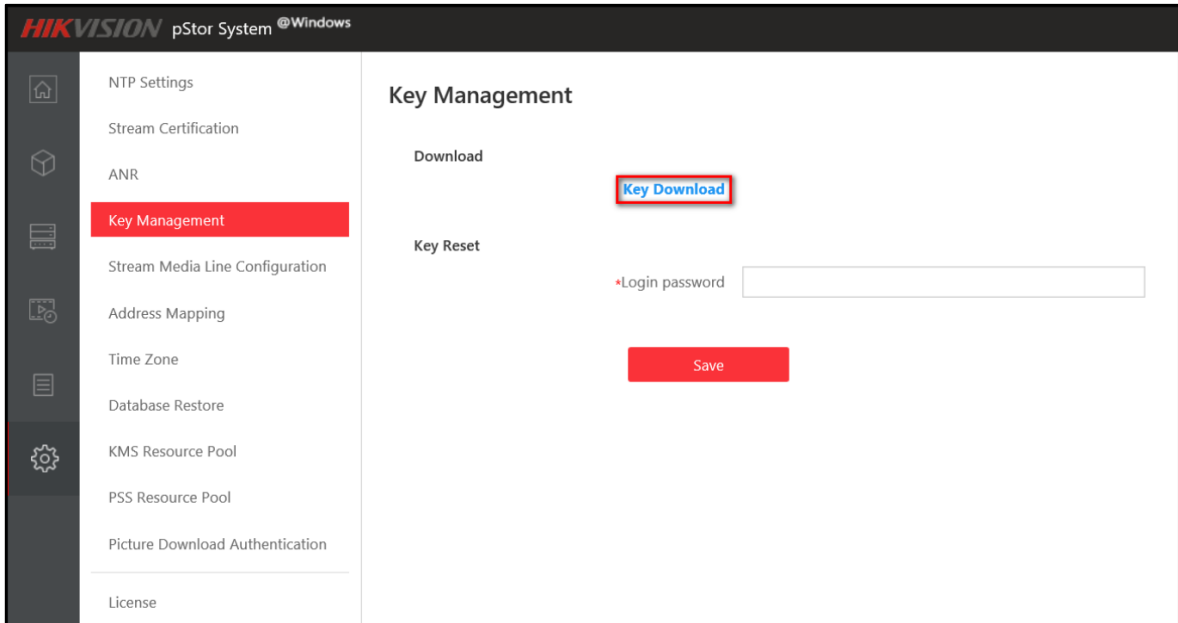 HIKVISION pStor System @Windows
NTP Settings
Stream Certification
ANR
Key Management
Stream Media Line Configuration
Address Mapping
Time Zone
Database Restore
KMS Resource Pool
PSS Resource Pool
Picture Download Authentication
License
Key Management
Download
Key Download
Key Reset
*Login password
Save